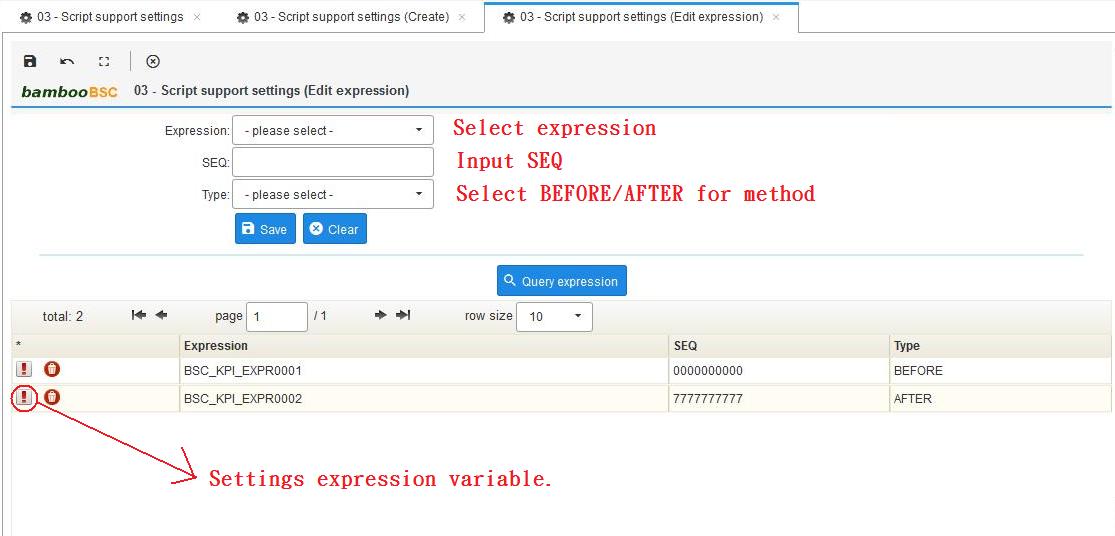 03 - Script support settings × 03 - Script support settings (Create) × 03 - Script support settings (Edit expression) ×
bambooBSC 03 - Script support settings (Edit expression)
Expression: - please select - Select expression
SEQ: Input SEQ
Type: - please select - Select BEFORE/AFTER for method
Save Clear
Query expression
total: 2 page 1 / 1 row size 10
* Expression SEQ Type
BSC_KPI_EXPR0001 0000000000 BEFORE
BSC_KPI_EXPR0002 7777777777 AFTER
Settings expression variable.